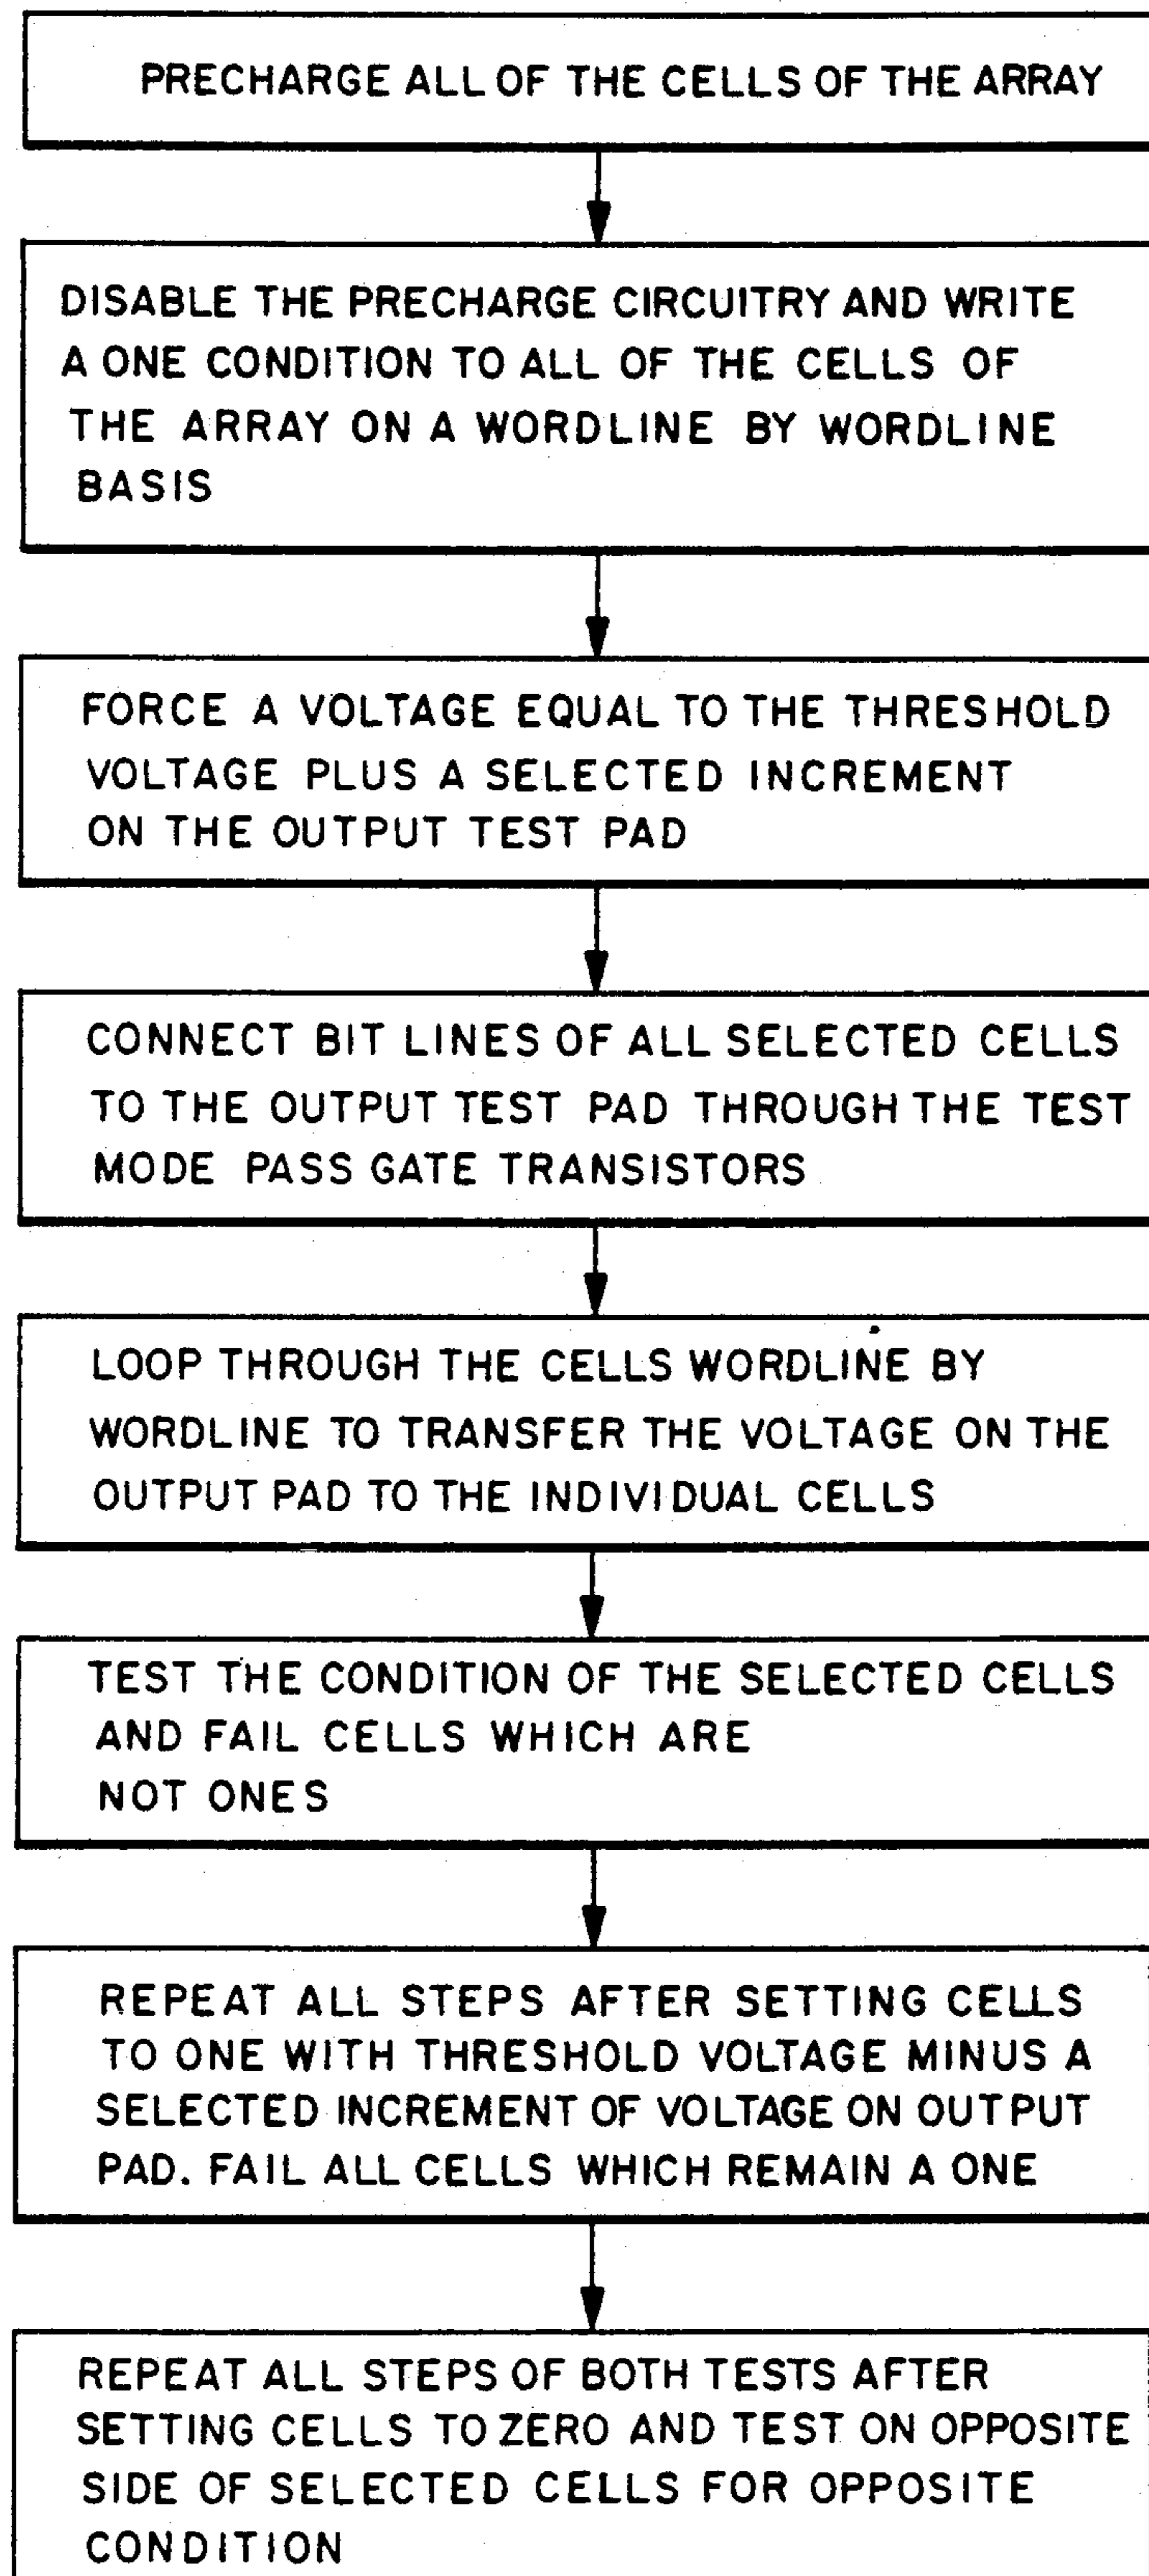 PRECHARGE ALL OF THE CELLS OF THE ARRAY
DISABLE THE PRECHARGE CIRCUITRY AND WRITE
A ONE CONDITION TO ALL OF THE CELLS OF
THE ARRAY ON A WORDLINE BY WORDLINE
BASIS
FORCE A VOLTAGE EQUAL TO THE THRESHOLD
VOLTAGE PLUS A SELECTED INCREMENT
ON THE OUTPUT TEST PAD
CONNECT BIT LINES OF ALL SELECTED CELLS
TO THE OUTPUT TEST PAD THROUGH THE TEST
MODE PASS GATE TRANSISTORS
LOOP THROUGH THE CELLS WORDLINE BY
WORDLINE TO TRANSFER THE VOLTAGE ON THE
OUTPUT PAD TO THE INDIVIDUAL CELLS
TEST THE CONDITION OF THE SELECTED CELLS
AND FAIL CELLS WHICH ARE
NOT ONES
REPEAT ALL STEPS AFTER SETTING CELLS
TO ONE WITH THRESHOLD VOLTAGE MINUS A
SELECTED INCREMENT OF VOLTAGE ON OUTPUT
PAD. FAIL ALL CELLS WHICH REMAIN A ONE
REPEAT ALL STEPS OF BOTH TESTS AFTER
SETTING CELLS TO ZERO AND TEST ON OPPOSITE
SIDE OF SELECTED CELLS FOR OPPOSITE
CONDITION